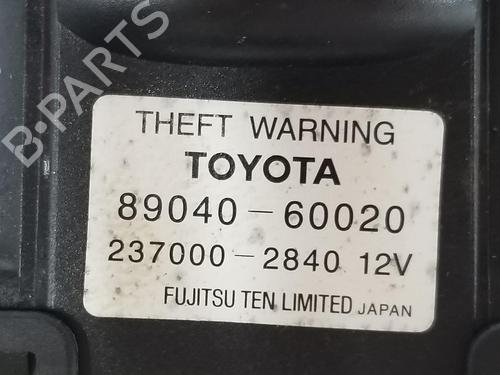 B-PARTS
THEFT WARNING
TOYOTA
89040-60020
237000-2840 12V
FUJITSU TEN LIMITED JAPAN